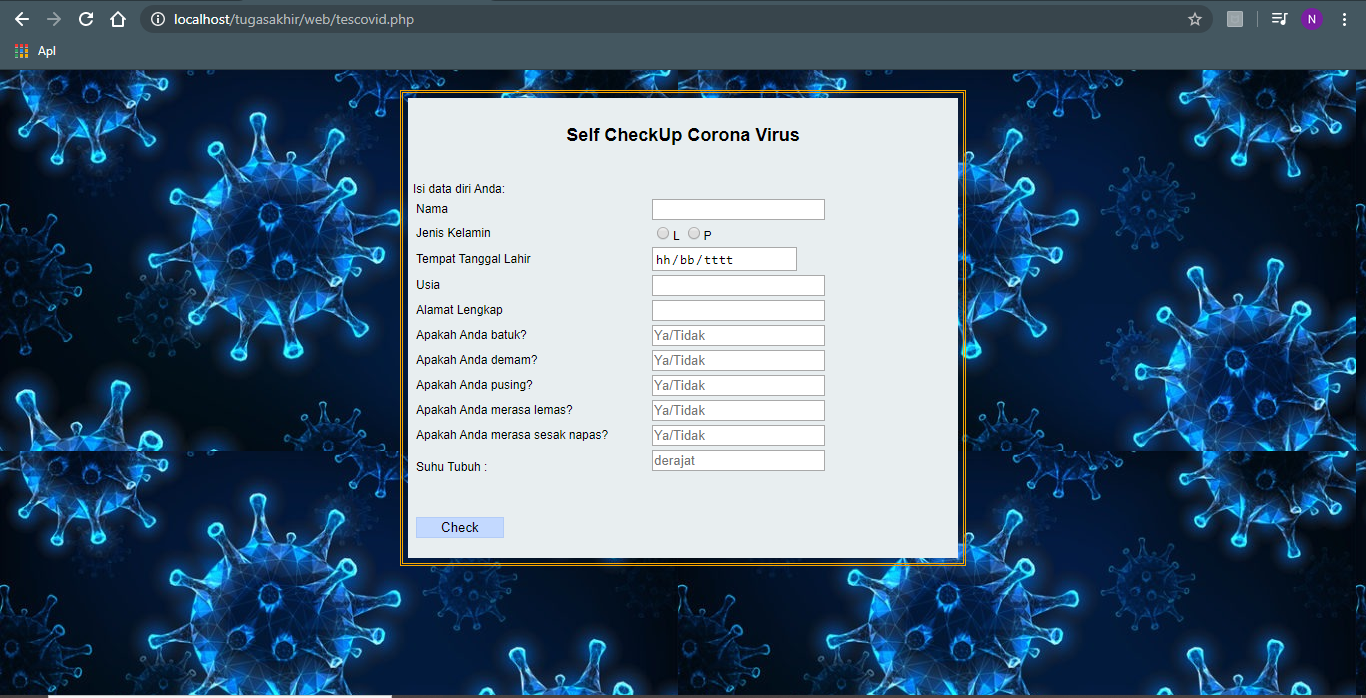 localhost/tugasakhir/web/tescovid.php
N
Apl
Self CheckUp Corona Virus
Isi data diri Anda:
Nama
Jenis Kelamin L P
Tempat Tanggal Lahir hh/bb/tttt
Usia
Alamat Lengkap
Apakah Anda batuk? Ya/Tidak
Apakah Anda demam? Ya/Tidak
Apakah Anda pusing? Ya/Tidak
Apakah Anda merasa lemas? Ya/Tidak
Apakah Anda merasa sesak napas? Ya/Tidak
Suhu Tubuh : derajat
Check